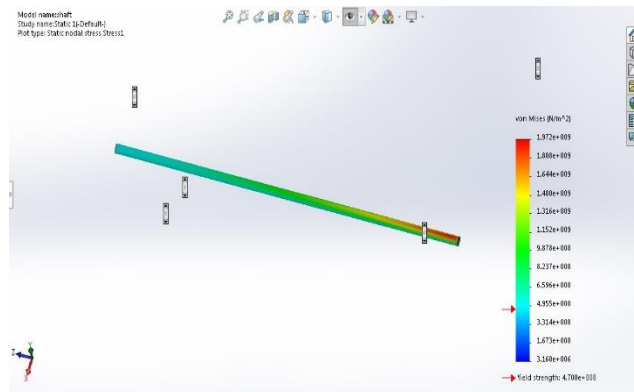 Model name:shaft
Study name:Static 1(-Default-)
Plot type: Static nodal stress Stress1
von Mises (N/m^2)
1.972e+009
1.808e+009
1.644e+009
1.480e+009
1.316e+009
1.152e+009
9.878e+008
8.237e+008
6.596e+008
4.955e+008
3.314e+008
1.673e+008
3.160e+006
Yield strength: 4.700e+008
Y
Z
X